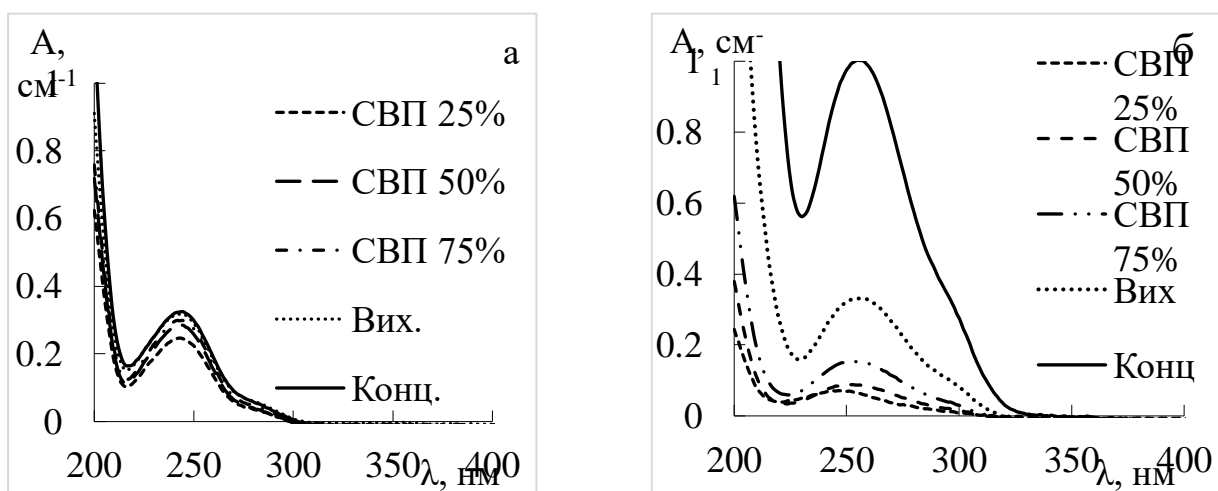 А,
см⁻¹
1
а
0.8
0.6
0.4
0.2
0
СВП 25%
СВП 50%
СВП 75%
Вих.
Конц.
200 250 300 350 400
λ, нм
А, см⁻
1
1
б
0.8
0.6
0.4
0.2
0
СВП
25%
СВП
50%
СВП
75%
Вих
Конц
200 250 300 350 400
λ, нм